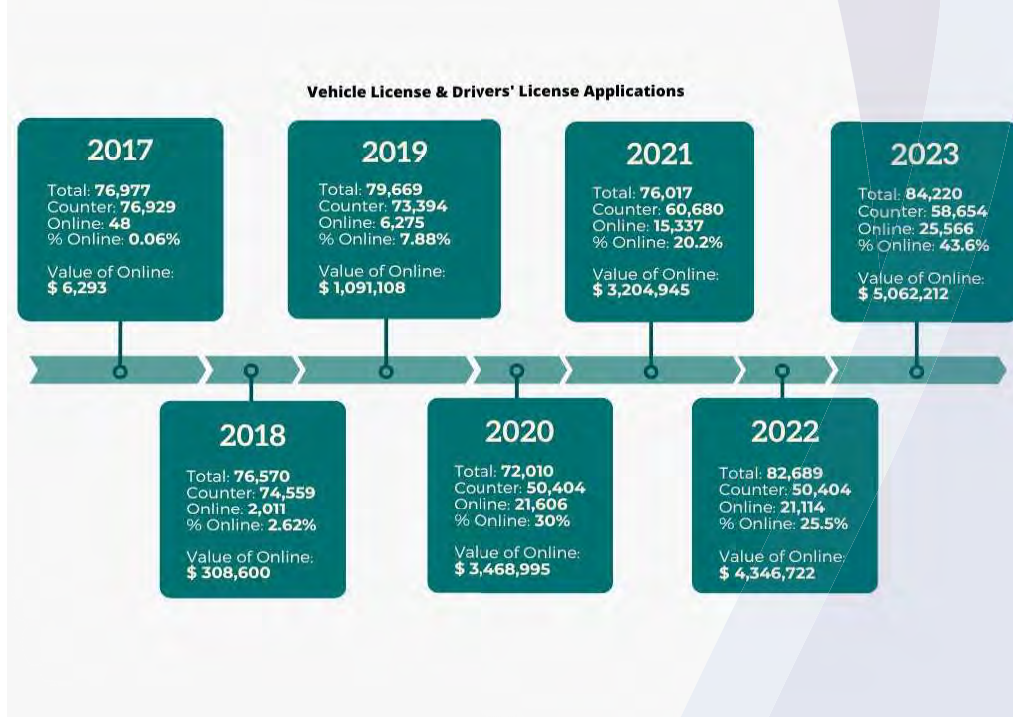 Vehicle License & Drivers' License Applications
2017
Total: 76,977
Counter: 76,929
Online: 48
% Online: 0.06%
Value of Online:
$ 6,293
2018
Total: 76,570
Counter: 74,559
Online. 2,011
% Online: 2.62%
Value of Online:
$ 308,600
2019
Total: 79,669
Counter: 73,394
Online: 6,275
% Online: 7.88%
Value of Online:
$ 1,091,108
2020
Total: 72,010
Counter: 50,404
Online: 21,606
% Online: 30%
Value of Online:
$ 3,468,995
2021
Total: 76,017
Counter: 60,680
Online: 15,337
% Online: 20.2%
Value of Online:
$ 3,204,945
2022
Total: 82,689
Counter: 50,404
Online: 21,114
% Online: 25.5%
Value of Online:
$ 4,346,722
2023
Total: 84,220
Counter: 58,654
Online: 25,566
% Online: 43.6%
Value of Online:
$ 5,062,212